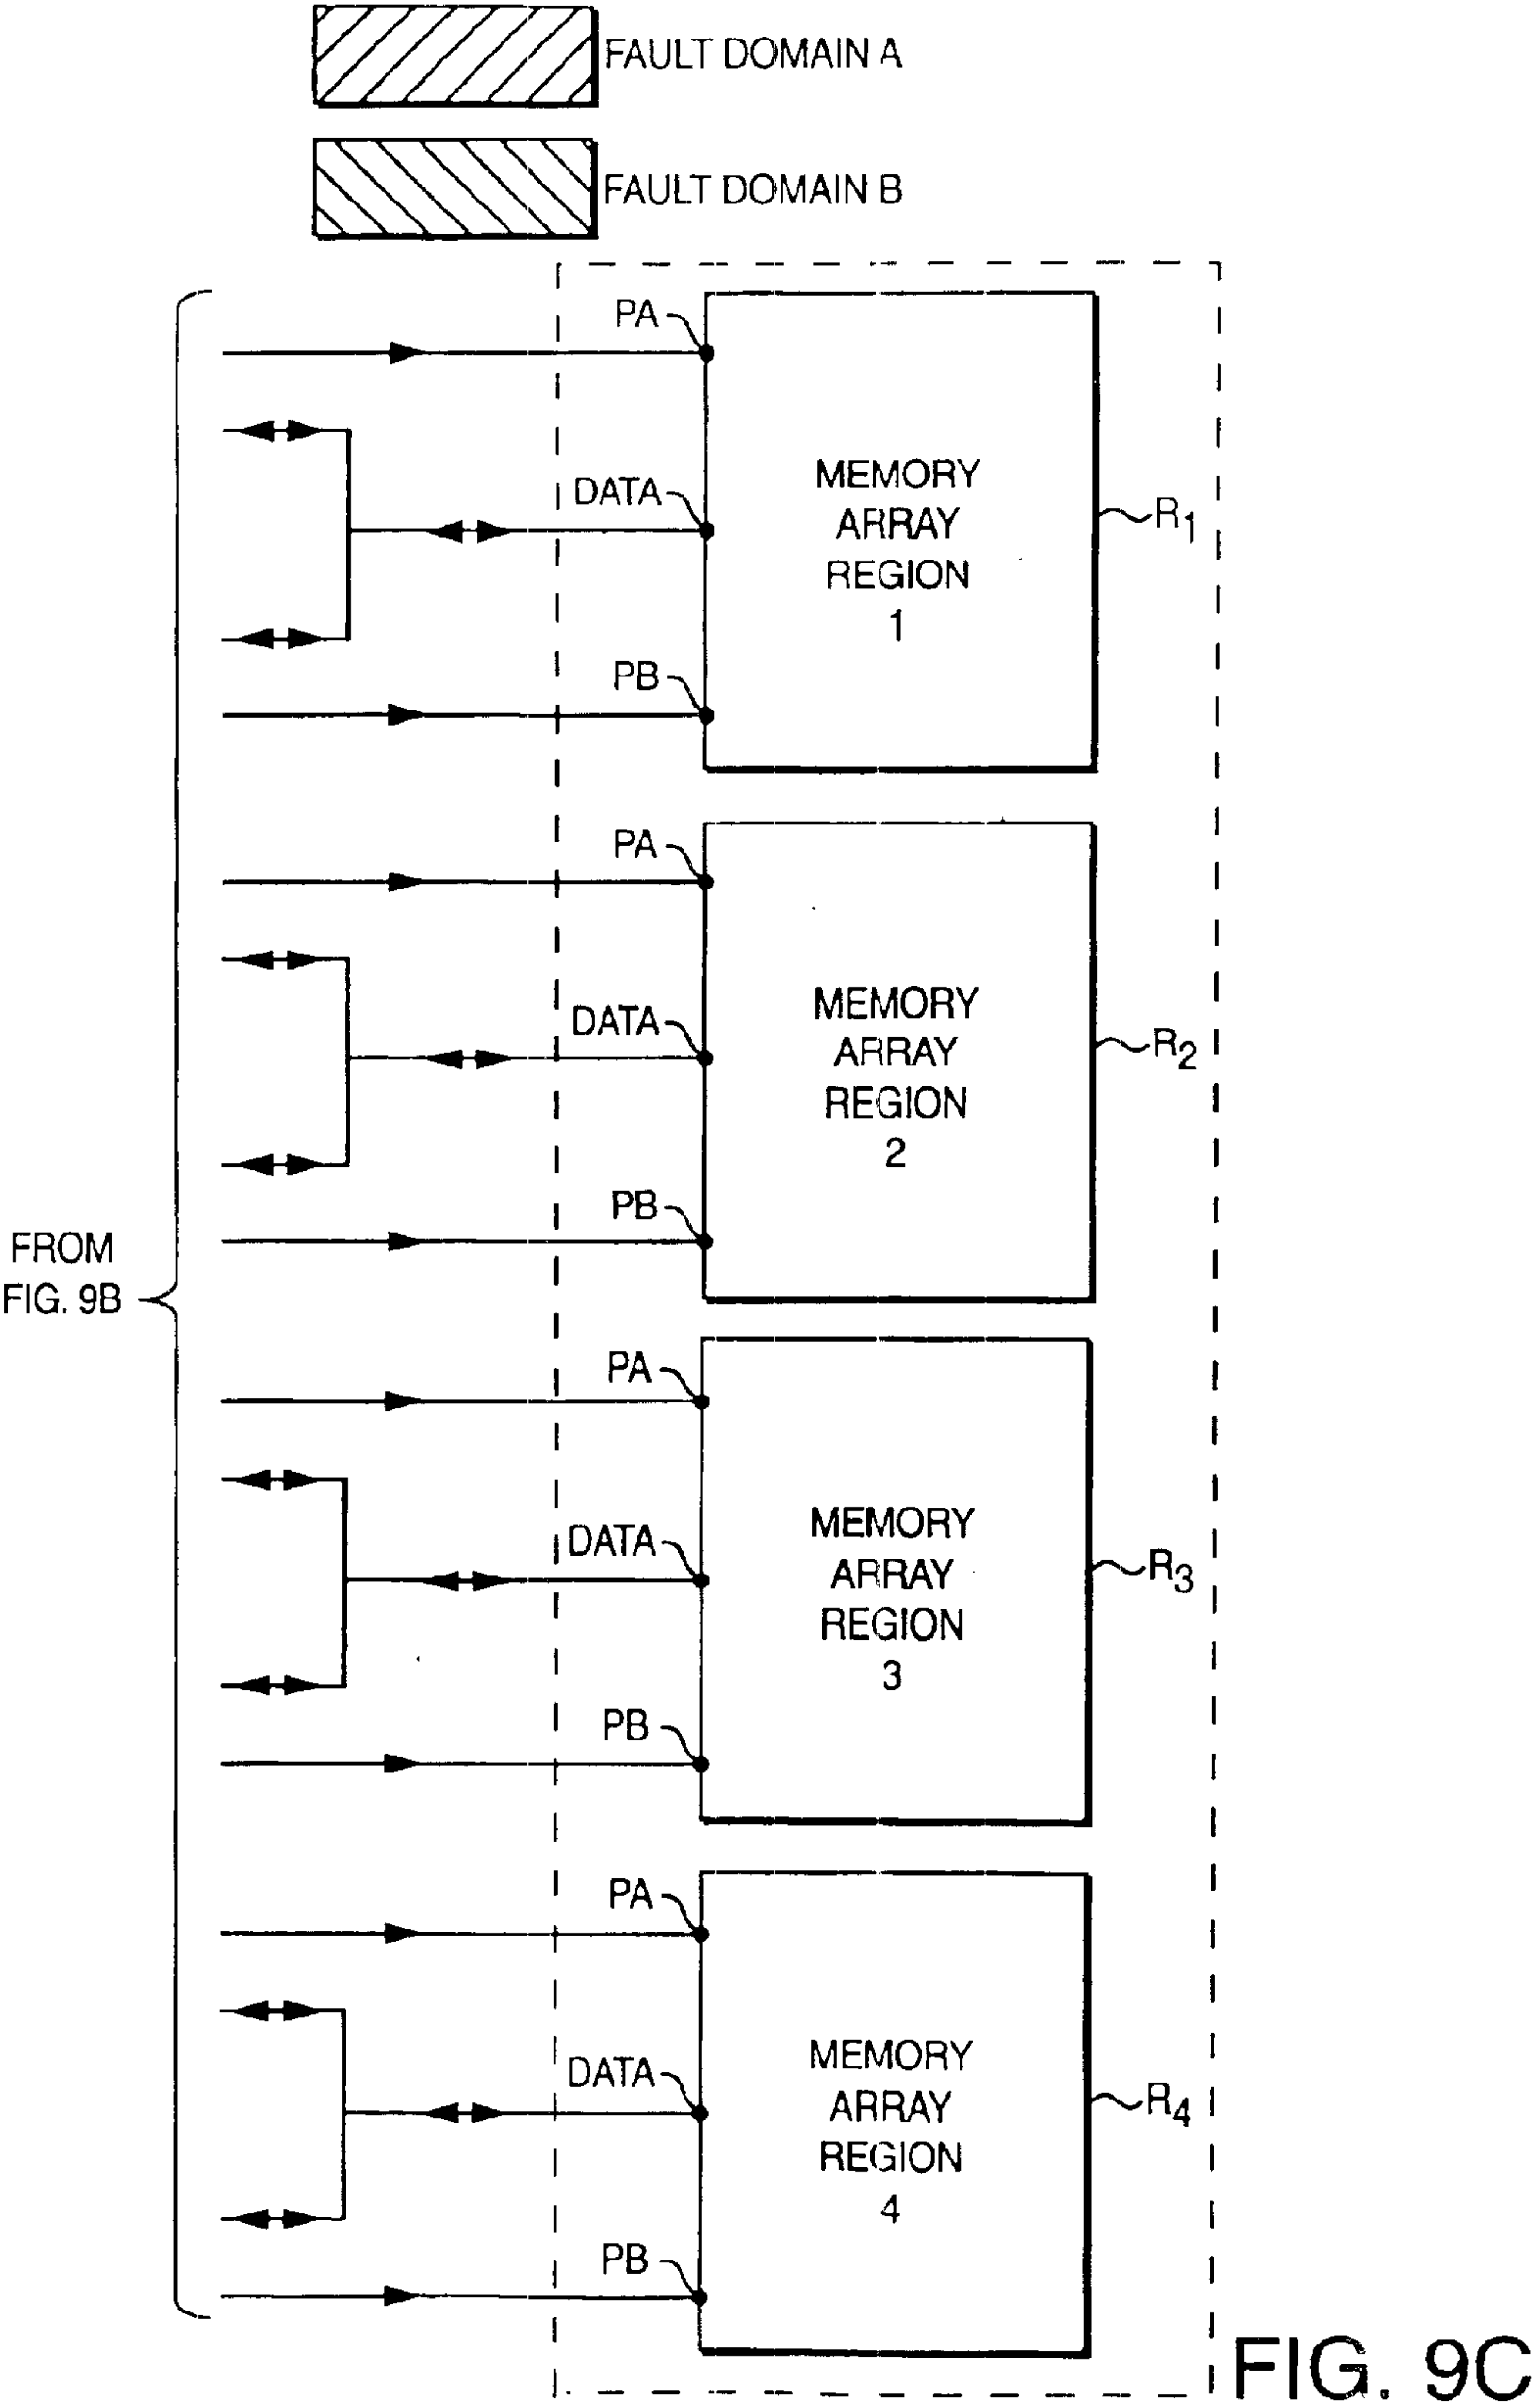 FAULT DOMAIN A
FAULT DOMAIN B
PA
DATA
MEMORY
ARRAY
REGION
1
R1
PB
PA
DATA
MEMORY
ARRAY
REGION
2
R2
PB
FROM
FIG. 9B
PA
DATA
MEMORY
ARRAY
REGION
3
R3
PB
PA
DATA
MEMORY
ARRAY
REGION
4
R4
PB
FIG. 9C